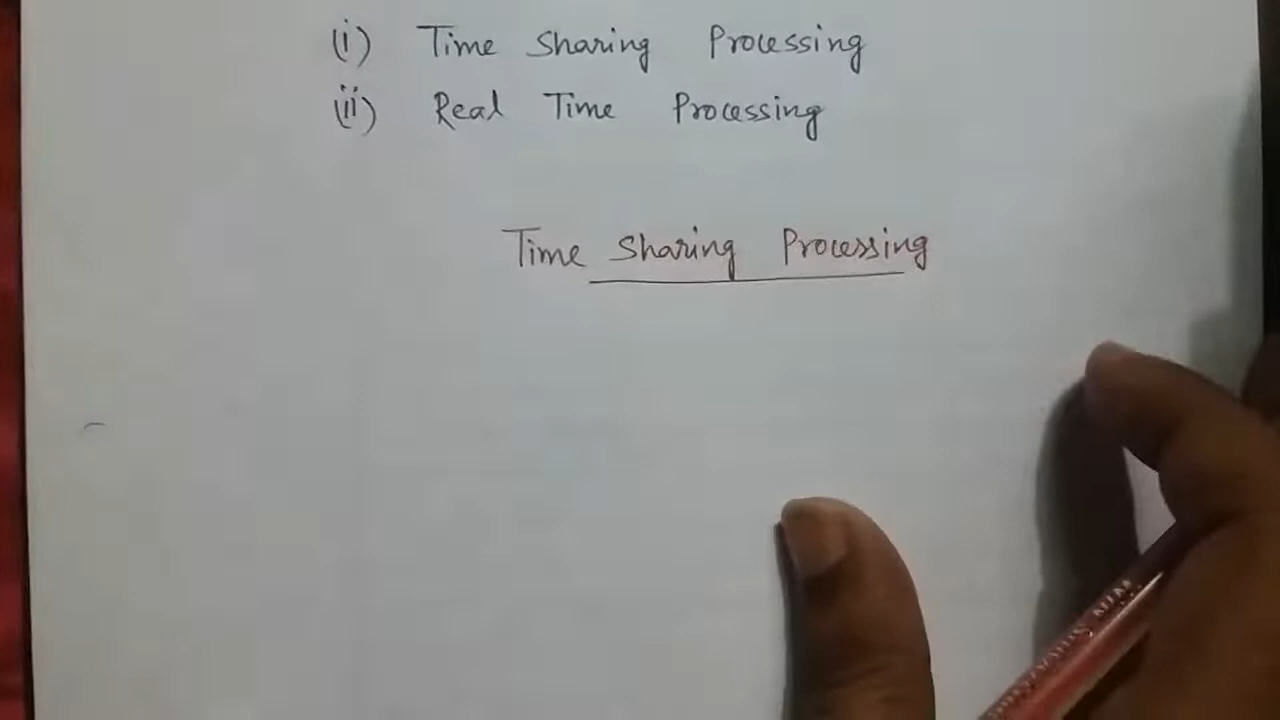 (i) Time Sharing Processing
(ii) Real Time Processing
Time Sharing Processing